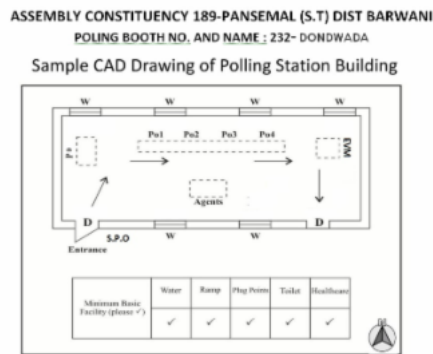 ASSEMBLY CONSTITUENCY 189-PANSEMAL (S.T) DIST BARWANI
POLING BOOTH NO. AND NAME : 232- DONDWADA
Sample CAD Drawing of Polling Station Building
W W W W
Po1 Po2 Po3 Po4
Po
EVM
Agents
D D
S.P.O W W
Entrance
Water Ramp Plug Points Toilet Healthcare
Minimum Basic
Facility (please ✓)
✓ ✓ ✓ ✓ ✓
N